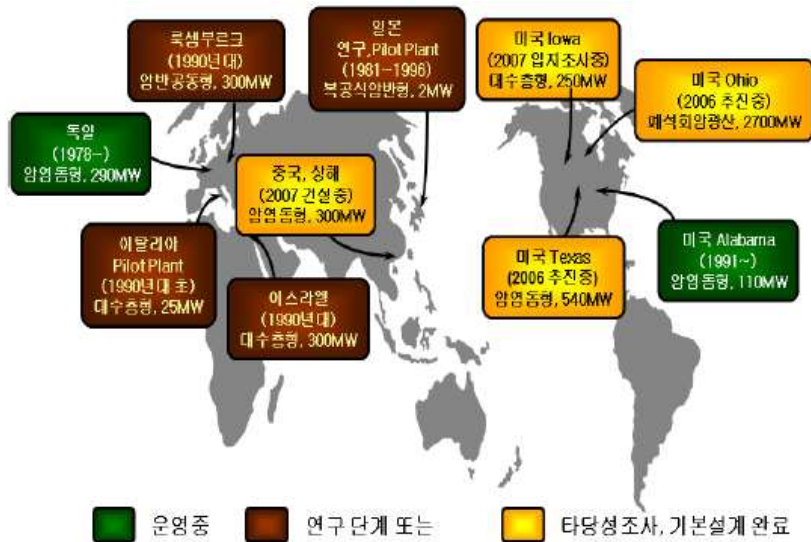 룩셈부르크
(1990년대)
암반공동형, 300MW
일본
연구,Pilot Plant
(1981~1996)
복공식암반형, 2MW
미국 Iowa
(2007 입지조사중)
대수층형, 250MW
미국 Ohio
(2006 추진중)
폐석회암광산, 2700MW
독일
(1978~)
암염돔형, 290MW
중국, 상해
(2007 건설중)
암염돔형, 300MW
이탈리아
Pilot Plant
(1990년대 초)
대수층형, 25MW
이스라엘
(1990년대)
대수층형, 300MW
미국 Texas
(2006 추진중)
암염돔형, 540MW
미국 Alabama
(1991~)
암염돔형, 110MW
운영중
연구 단계 또는
타당성조사, 기본설계 완료